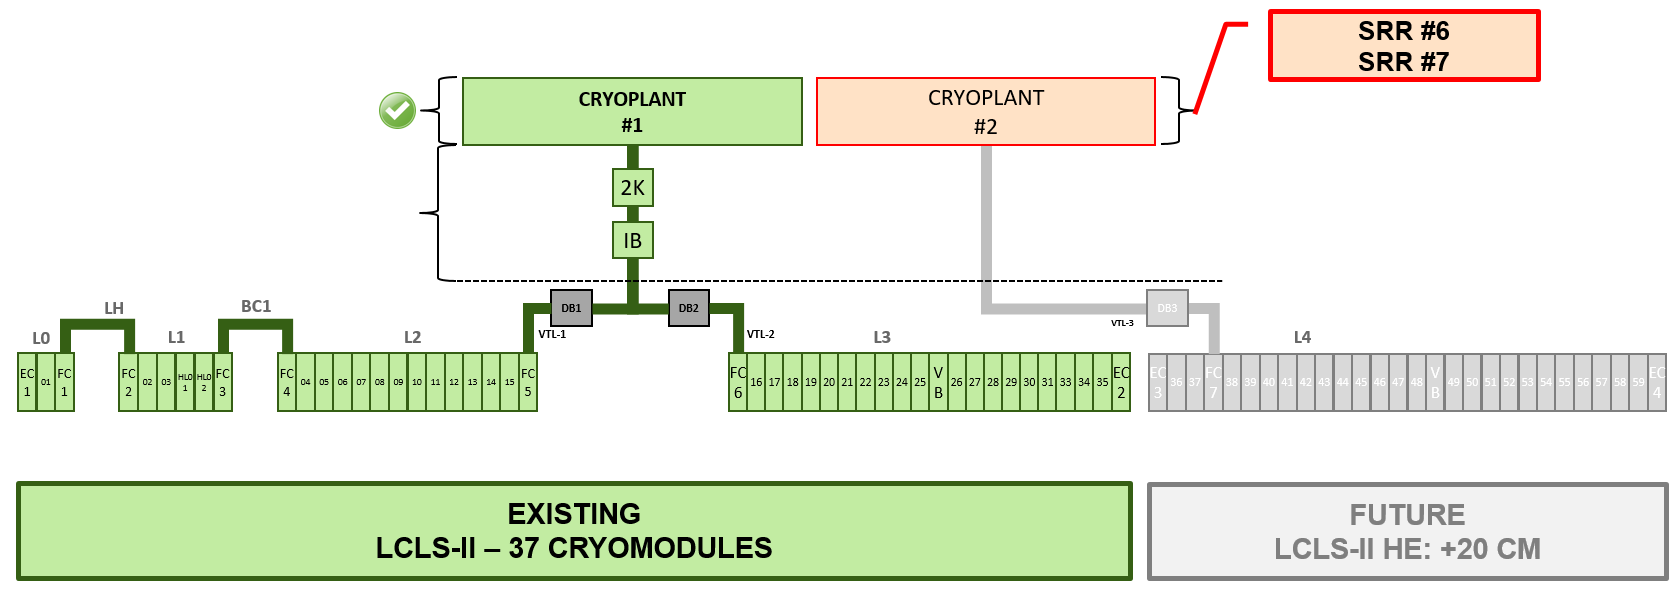 SRR #6
SRR #7
CRYOPLANT
#1
CRYOPLANT
#2
2K
IB
LH
BC1
DB1
DB2
DB3
VTL-1
VTL-2
VTL-3
L0
L1
L2
L3
L4
EC
1
01
FC
1
FC
2
02
03
HL0
1
HL0
2
FC
3
FC
4
04
05
06
07
08
09
10
11
12
13
14
15
FC
5
FC
6
16
17
18
19
20
21
22
23
24
25
V
B
26
27
28
29
30
31
33
34
35
EC
2
EC
3
36
37
FC
7
38
39
40
41
42
43
44
45
46
47
48
V
B
49
50
51
52
53
54
55
56
57
58
59
EC
4
EXISTING
LCLS-II – 37 CRYOMODULES
FUTURE
LCLS-II HE: +20 CM